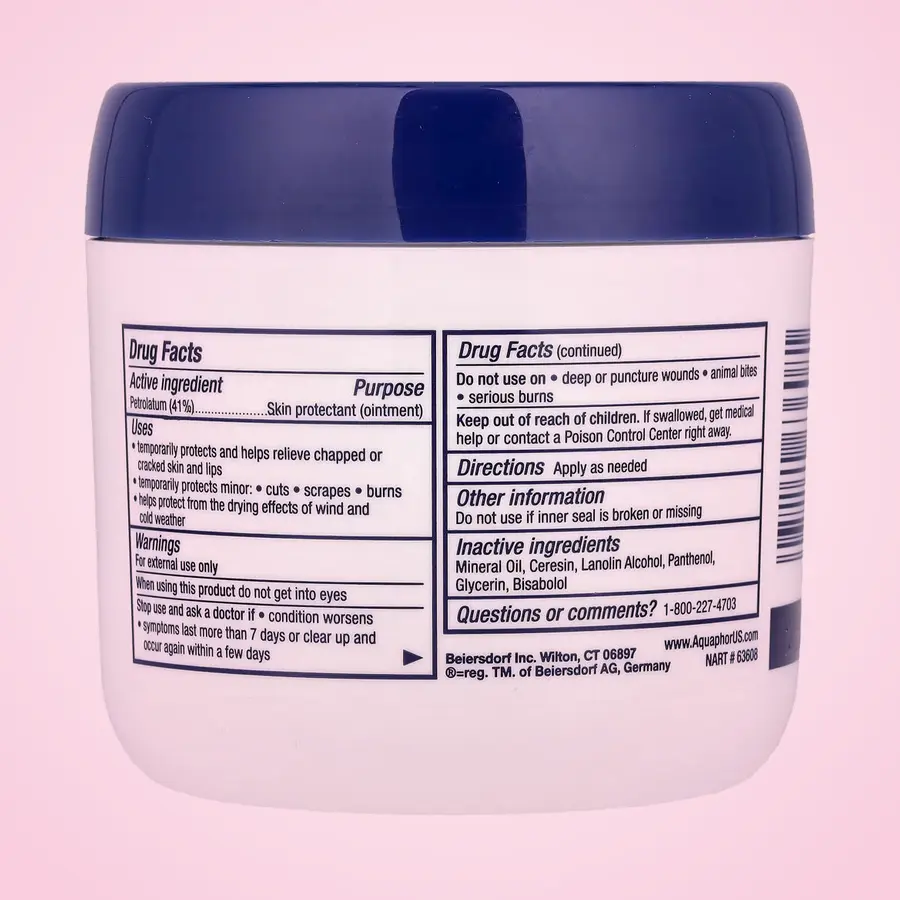 Drug Facts
Active ingredient Purpose
Petrolatum (41%)......................Skin protectant (ointment)
Uses
• temporarily protects and helps relieve chapped or
cracked skin and lips
• temporarily protects minor: • cuts • scrapes • burns
• helps protect from the drying effects of wind and
cold weather
Warnings
For external use only
When using this product do not get into eyes
Stop use and ask a doctor if • condition worsens
• symptoms last more than 7 days or clear up and
occur again within a few days
Drug Facts (continued)
Do not use on • deep or puncture wounds • animal bites
• serious burns
Keep out of reach of children. If swallowed, get medical
help or contact a Poison Control Center right away.
Directions Apply as needed
Other information
Do not use if inner seal is broken or missing
Inactive ingredients
Mineral Oil, Ceresin, Lanolin Alcohol, Panthenol,
Glycerin, Bisabolol
Questions or comments? 1-800-227-4703
Beiersdorf Inc. Wilton, CT 06897
®=reg. TM. of Beiersdorf AG, Germany
www.AquaphorUS.com
NART # 63608